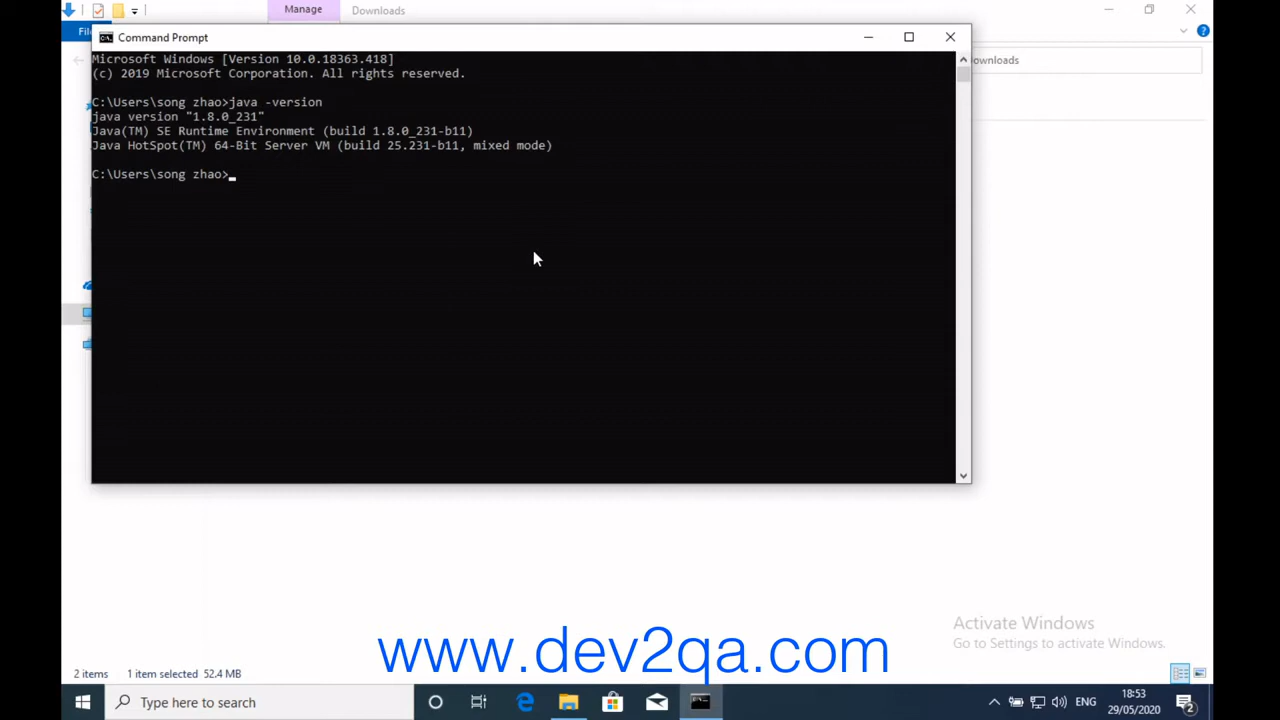 Manage
Downloads
Fil
Command Prompt
ownloads
Microsoft Windows [Version 10.0.18363.418]
(c) 2019 Microsoft Corporation. All rights reserved.
C:\Users\song zhao>java -version
java version "1.8.0_231"
Java(TM) SE Runtime Environment (build 1.8.0_231-b11)
Java HotSpot(TM) 64-Bit Server VM (build 25.231-b11, mixed mode)
C:\Users\song zhao>
Activate Windows
Go to Settings to activate Windows.
www.dev2qa.com
2 items
1 item selected 52.4 MB
Type here to search
ENG
18:53
29/05/2020
2